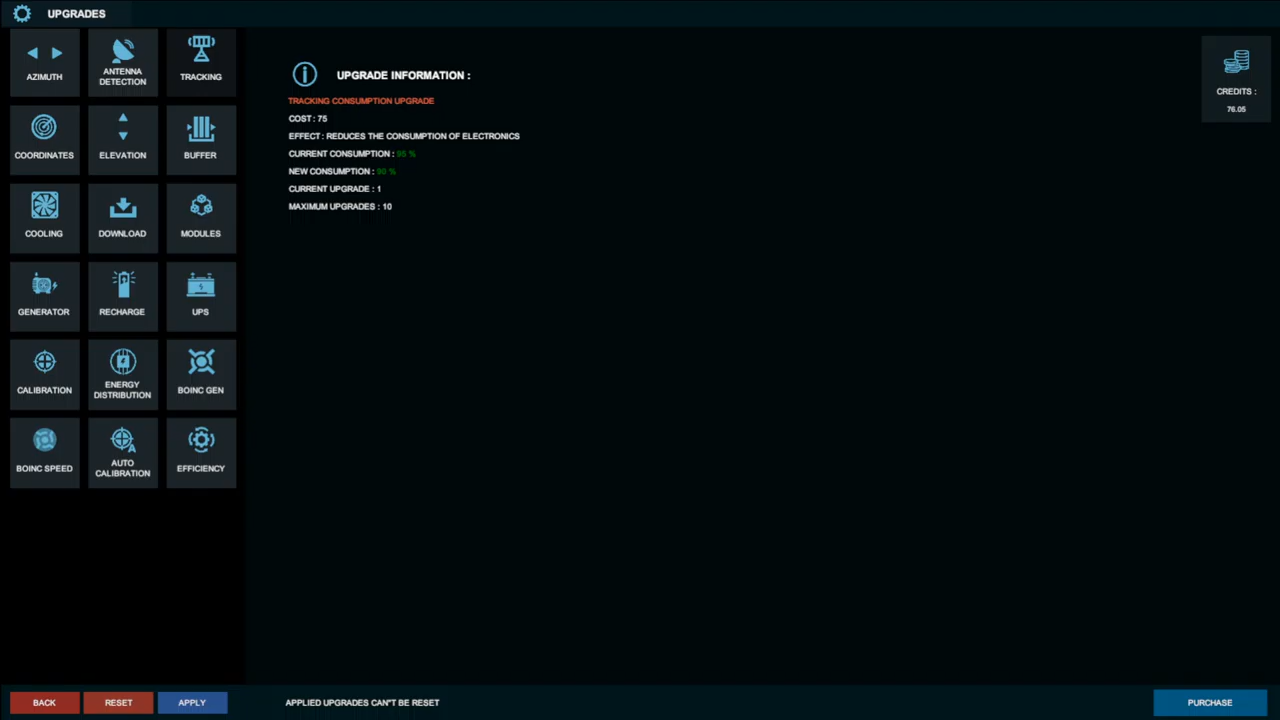 UPGRADES
AZIMUTH
ANTENNA
DETECTION
TRACKING
COORDINATES
ELEVATION
BUFFER
COOLING
DOWNLOAD
MODULES
GENERATOR
RECHARGE
UPS
CALIBRATION
ENERGY
DISTRIBUTION
BOINC GEN
BOINC SPEED
AUTO
CALIBRATION
EFFICIENCY
UPGRADE INFORMATION :
TRACKING CONSUMPTION UPGRADE
COST : 75
EFFECT : REDUCES THE CONSUMPTION OF ELECTRONICS
CURRENT CONSUMPTION : 95 %
NEW CONSUMPTION : 90 %
CURRENT UPGRADE : 1
MAXIMUM UPGRADES : 10
CREDITS :
76.05
BACK
RESET
APPLY
APPLIED UPGRADES CAN"T BE RESET
PURCHASE